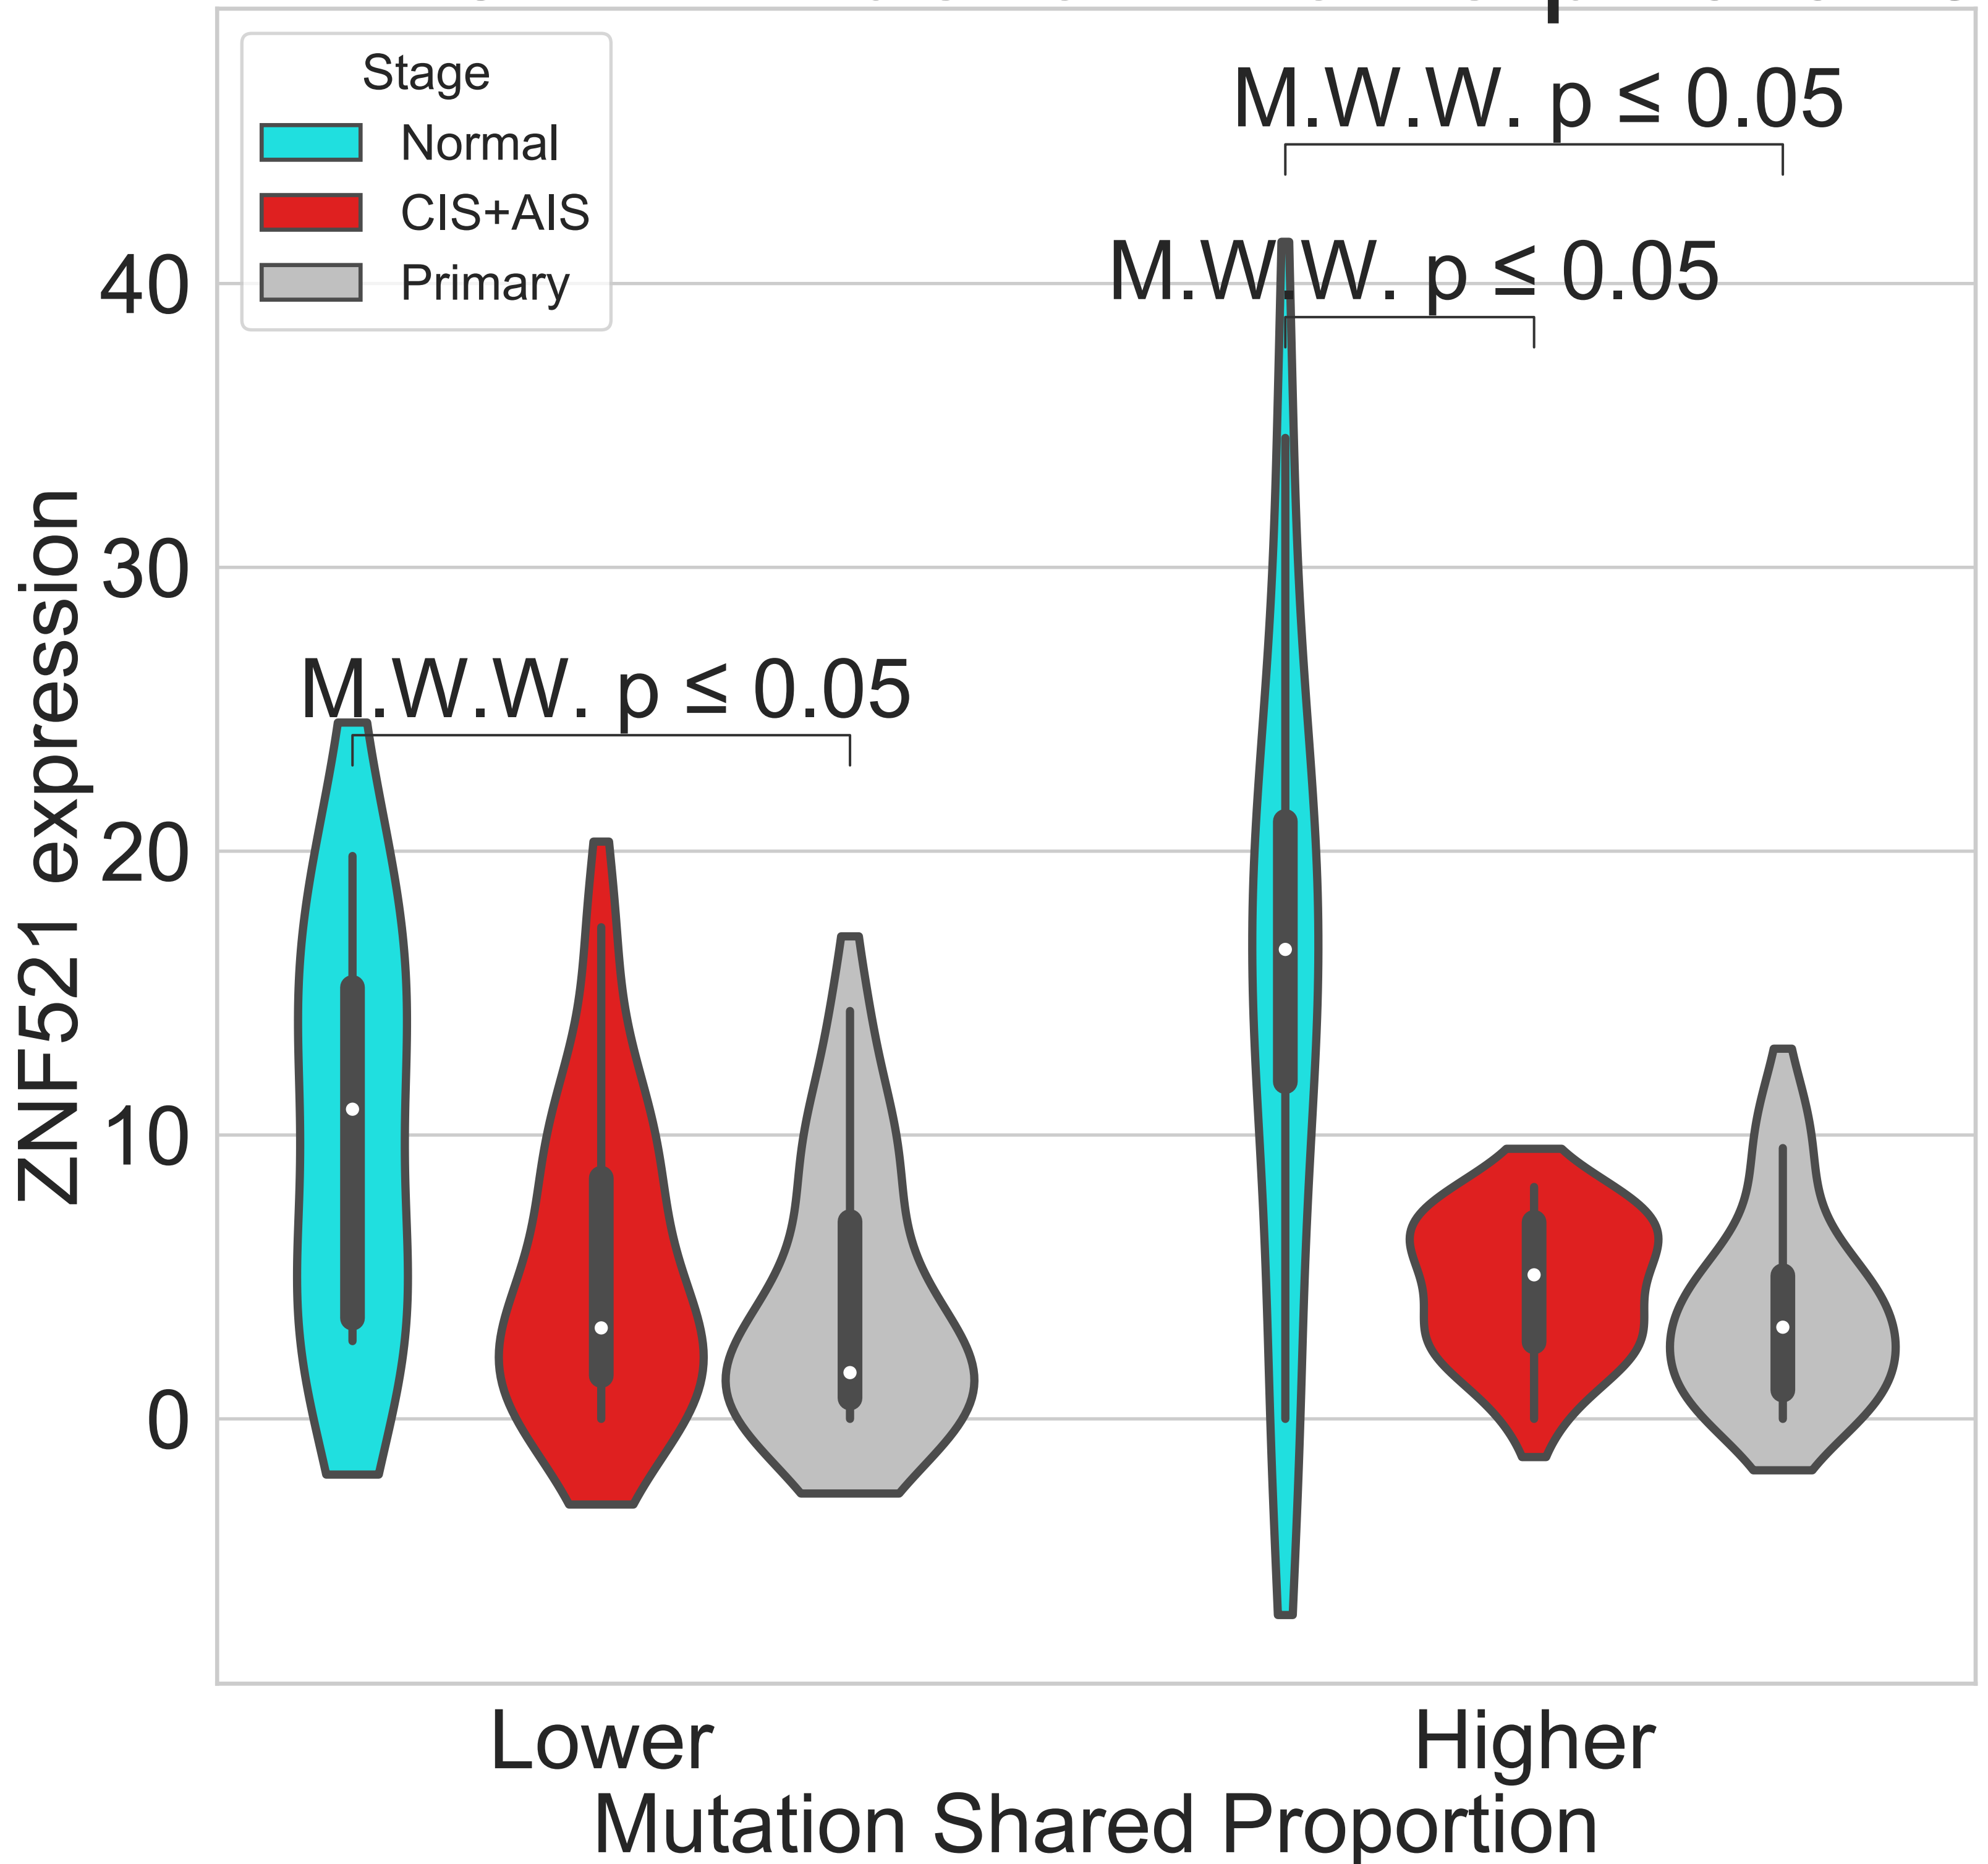 Stage
Normal
CIS+AIS
Primary
M.W.W. p ≤ 0.05
M.W.W. p ≤ 0.05
M.W.W. p ≤ 0.05
40
30
20
10
0
ZNF521 expression
Lower
Higher
Mutation Shared Proportion